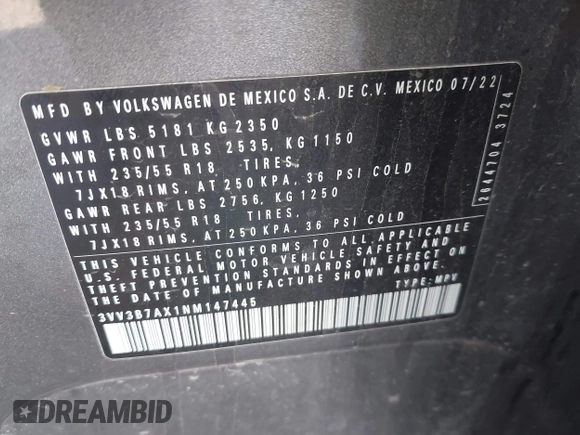 MFD BY VOLKSWAGEN DE MEXICO S.A. DE C.V. MEXICO 07/22
GVWR LBS 5181 KG 2350
GAWR FRONT LBS 2535, KG 1150
WITH 235/55 R18 TIRES,
7JX18 RIMS, AT 250 KPA, 36 PSI COLD
GAWR REAR LBS 2756, KG 1250
WITH 235/55 R18 TIRES,
7JX18 RIMS, AT 250 KPA, 36 PSI COLD
THIS VEHICLE CONFORMS TO ALL APPLICABLE
U.S. FEDERAL MOTOR VEHICLE SAFETY AND
THEFT PREVENTION STANDARDS IN EFFECT ON
THE DATE OF MANUFACTURE SHOWN ABOVE.
3VV3B7AX1NM147445 TYPE: MPV
2044704 3724
DREAMBID